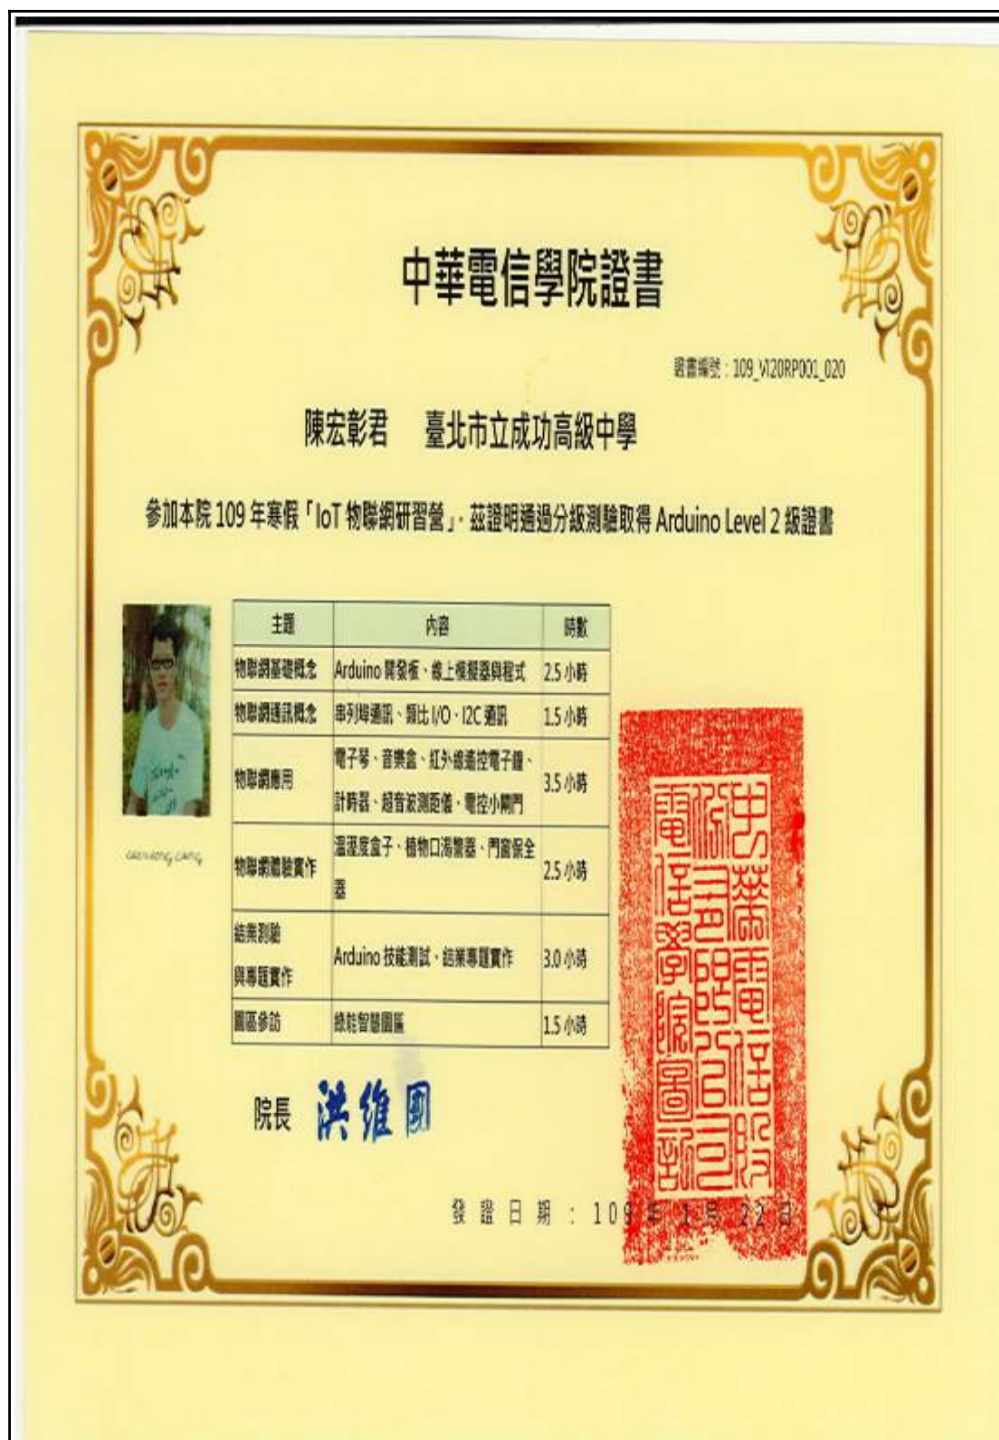 中華電信學院證書
證書編號：109_VI20RP001_020
陳宏彰君 臺北市立成功高級中學
參加本院 109 年寒假「IoT 物聯網研習營」，茲證明通過分級測驗取得 Arduino Level 2 級證書
主題 內容 時數
物聯網基礎概念 Arduino 開發板、線上模擬器與程式 2.5 小時
物聯網通訊概念 串列埠通訊、類比 I/O、I2C 通訊 1.5 小時
電子琴、音樂盒、紅外線遙控電子鐘、
物聯網應用 3.5 小時
計時器、超音波測距儀、電控小閘門
溫溼度盒子、植物口渴警器、門窗保全
物聯網體驗實作 2.5 小時
器
結業測驗
Arduino 技能測試、結業專題實作 3.0 小時
與專題實作
園區參訪 綠能智慧園區 1.5 小時
院長 洪維國
中華電信股
份有限公司
電信學院圖記
發證日期：109 年 1 月 22 日